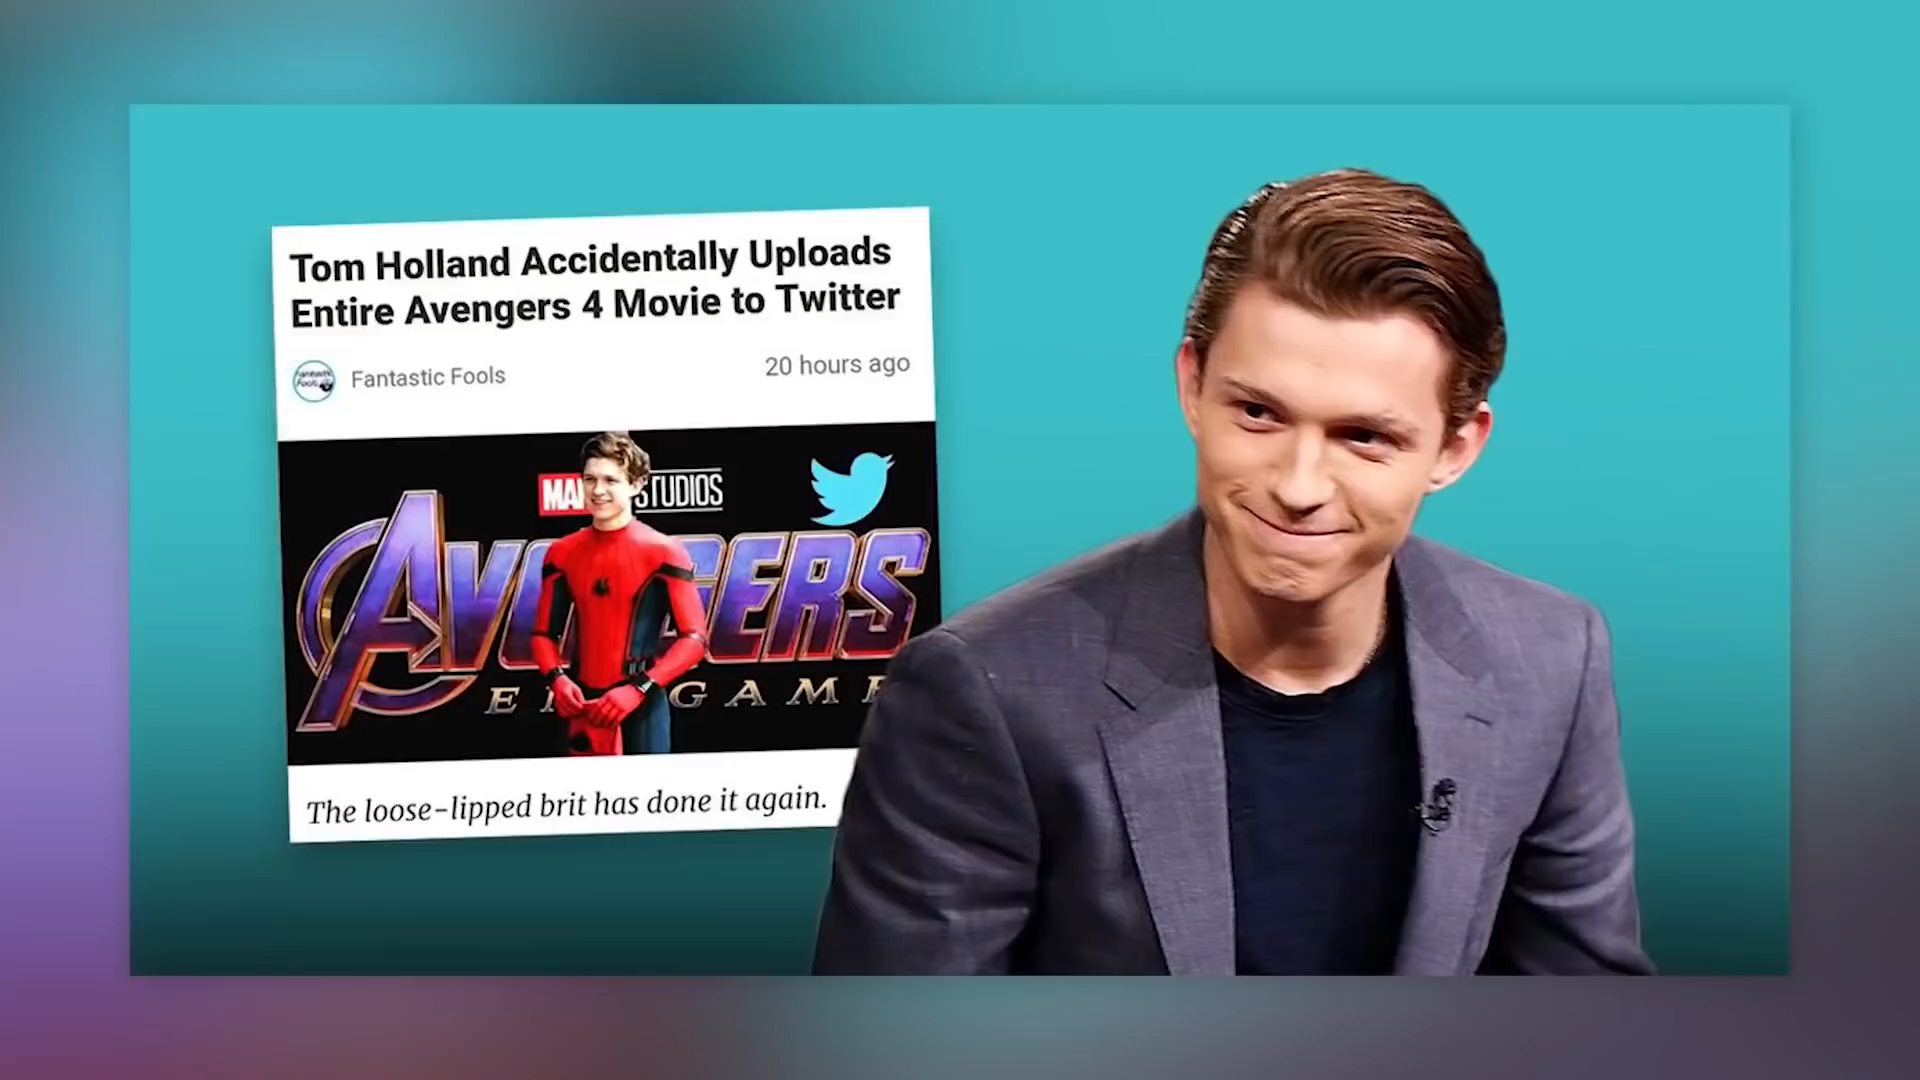 Tom Holland Accidentally Uploads
Entire Avengers 4 Movie to Twitter
Fantastic Fools
20 hours ago
STUDIOS
AVENGERS
The loose-lipped brit has done it again.